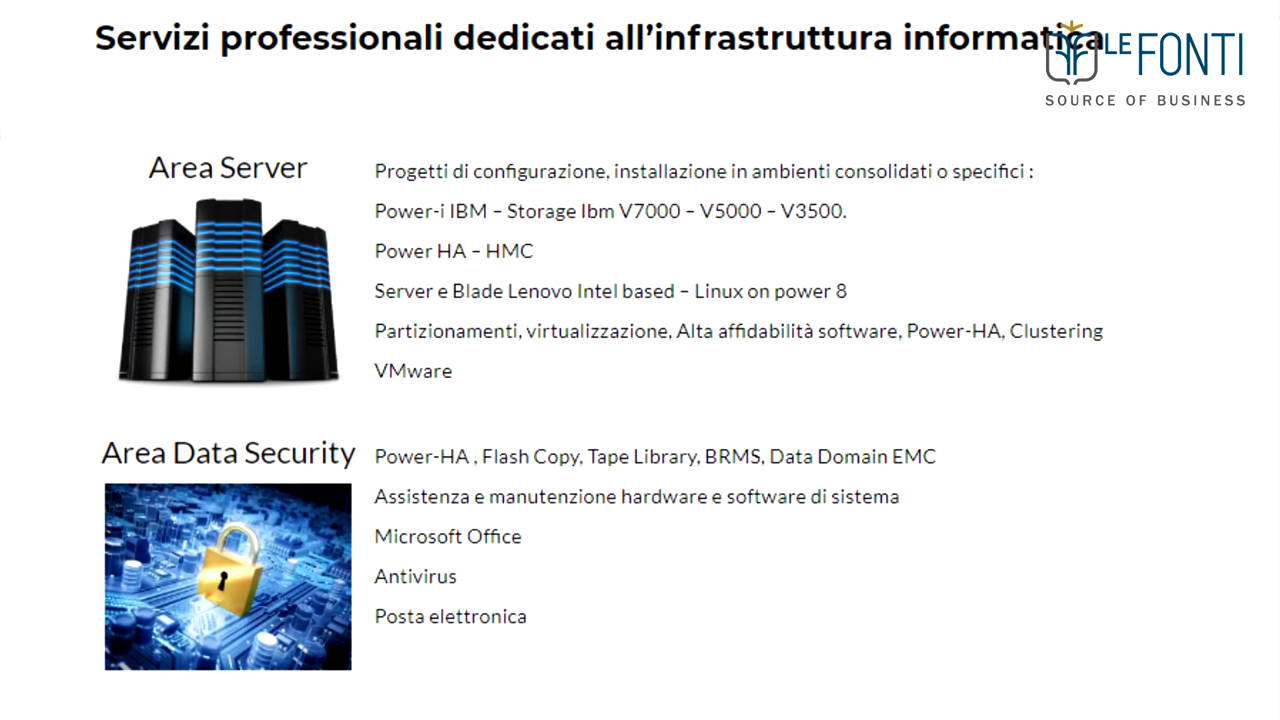 Servizi professionali dedicati all’infrastruttura informatica
LE FONTI
SOURCE OF BUSINESS
Area Server
Progetti di configurazione, installazione in ambienti consolidati o specifici :
Power-i IBM – Storage Ibm V7000 – V5000 – V3500.
Power HA – HMC
Server e Blade Lenovo Intel based – Linux on power 8
Partizionamenti, virtualizzazione, Alta affidabilità software, Power-HA, Clustering
VMware
Area Data Security
Power-HA , Flash Copy, Tape Library, BRMS, Data Domain EMC
Assistenza e manutenzione hardware e software di sistema
Microsoft Office
Antivirus
Posta elettronica